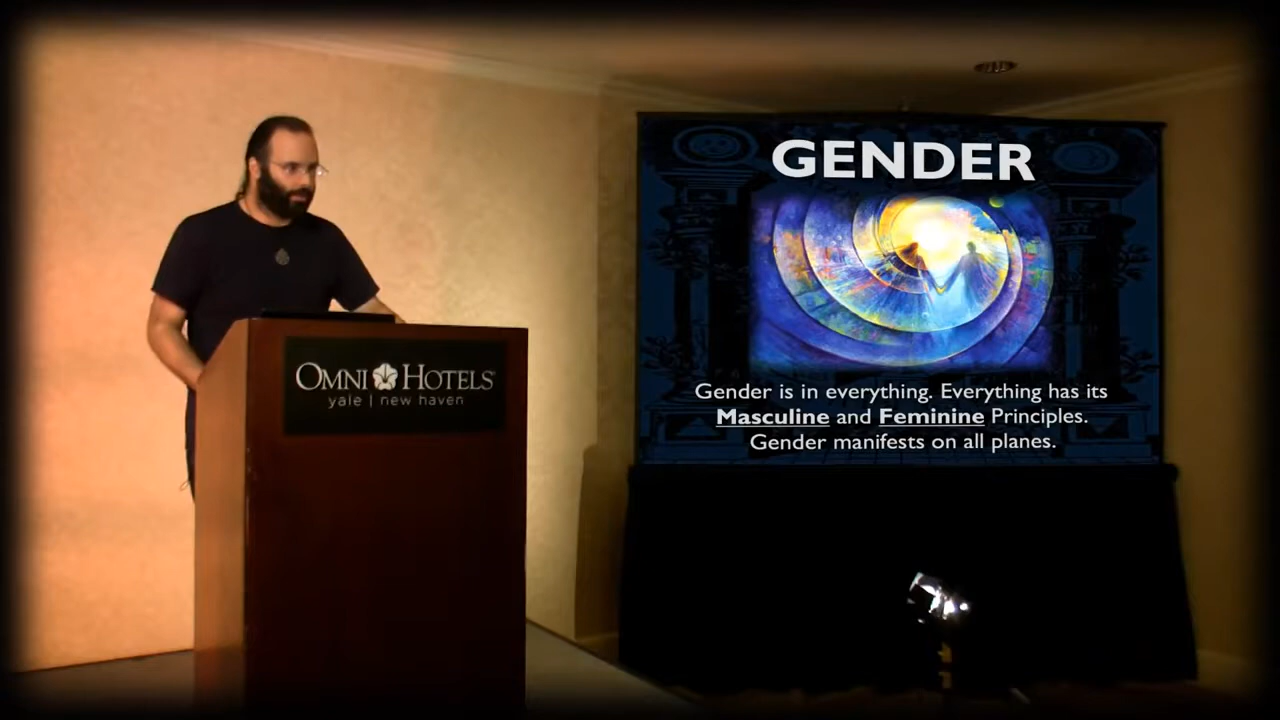 OMNI HOTELS
yale | new haven
GENDER
Gender is in everything. Everything has its
Masculine and Feminine Principles.
Gender manifests on all planes.